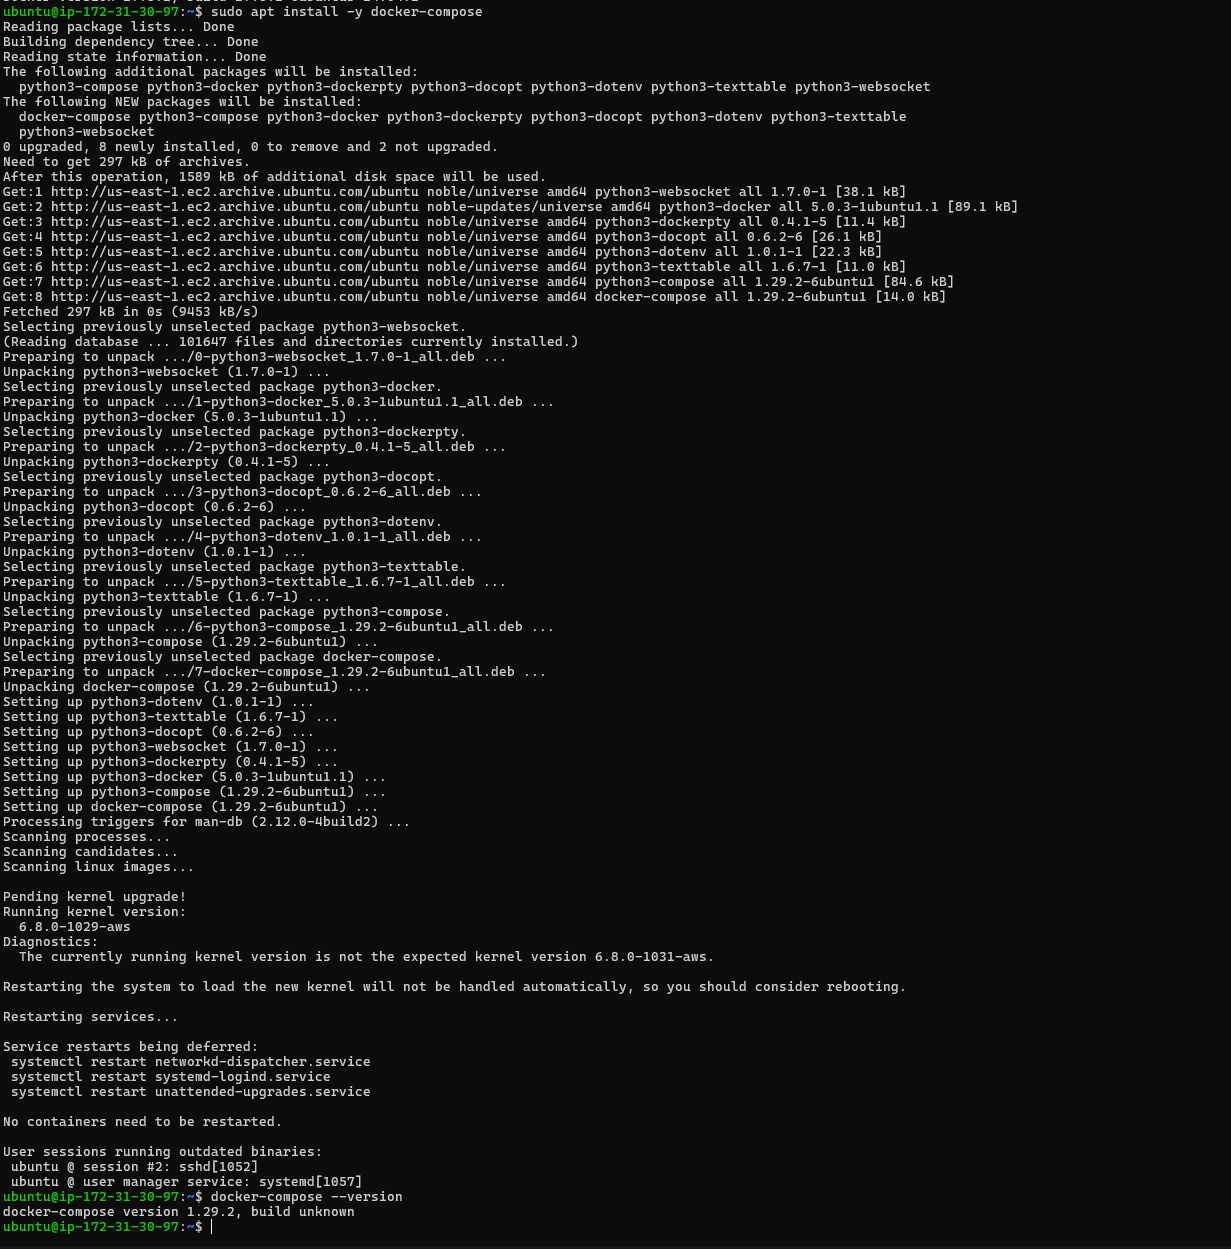 ubuntu@ip-172-31-30-97:~$ sudo apt install -y docker-compose
Reading package lists... Done
Building dependency tree... Done
Reading state information... Done
The following additional packages will be installed:
  python3-compose python3-docker python3-dockerpty python3-docopt python3-dotenv python3-texttable python3-websocket
The following NEW packages will be installed:
  docker-compose python3-compose python3-docker python3-dockerpty python3-docopt python3-dotenv python3-texttable
  python3-websocket
0 upgraded, 8 newly installed, 0 to remove and 2 not upgraded.
Need to get 297 kB of archives.
After this operation, 1589 kB of additional disk space will be used.
Get:1 http://us-east-1.ec2.archive.ubuntu.com/ubuntu noble/universe amd64 python3-websocket all 1.7.0-1 [38.1 kB]
Get:2 http://us-east-1.ec2.archive.ubuntu.com/ubuntu noble-updates/universe amd64 python3-docker all 5.0.3-1ubuntu1.1 [89.1 kB]
Get:3 http://us-east-1.ec2.archive.ubuntu.com/ubuntu noble/universe amd64 python3-dockerpty all 0.4.1-5 [11.4 kB]
Get:4 http://us-east-1.ec2.archive.ubuntu.com/ubuntu noble/universe amd64 python3-docopt all 0.6.2-6 [26.1 kB]
Get:5 http://us-east-1.ec2.archive.ubuntu.com/ubuntu noble/universe amd64 python3-dotenv all 1.0.1-1 [22.3 kB]
Get:6 http://us-east-1.ec2.archive.ubuntu.com/ubuntu noble/universe amd64 python3-texttable all 1.6.7-1 [11.0 kB]
Get:7 http://us-east-1.ec2.archive.ubuntu.com/ubuntu noble/universe amd64 python3-compose all 1.29.2-6ubuntu1 [84.6 kB]
Get:8 http://us-east-1.ec2.archive.ubuntu.com/ubuntu noble/universe amd64 docker-compose all 1.29.2-6ubuntu1 [14.0 kB]
Fetched 297 kB in 0s (9453 kB/s)
Selecting previously unselected package python3-websocket.
(Reading database ... 101647 files and directories currently installed.)
Preparing to unpack .../0-python3-websocket_1.7.0-1_all.deb ...
Unpacking python3-websocket (1.7.0-1) ...
Selecting previously unselected package python3-docker.
Preparing to unpack .../1-python3-docker_5.0.3-1ubuntu1.1_all.deb ...
Unpacking python3-docker (5.0.3-1ubuntu1.1) ...
Selecting previously unselected package python3-dockerpty.
Preparing to unpack .../2-python3-dockerpty_0.4.1-5_all.deb ...
Unpacking python3-dockerpty (0.4.1-5) ...
Selecting previously unselected package python3-docopt.
Preparing to unpack .../3-python3-docopt_0.6.2-6_all.deb ...
Unpacking python3-docopt (0.6.2-6) ...
Selecting previously unselected package python3-dotenv.
Preparing to unpack .../4-python3-dotenv_1.0.1-1_all.deb ...
Unpacking python3-dotenv (1.0.1-1) ...
Selecting previously unselected package python3-texttable.
Preparing to unpack .../5-python3-texttable_1.6.7-1_all.deb ...
Unpacking python3-texttable (1.6.7-1) ...
Selecting previously unselected package python3-compose.
Preparing to unpack .../6-python3-compose_1.29.2-6ubuntu1_all.deb ...
Unpacking python3-compose (1.29.2-6ubuntu1) ...
Selecting previously unselected package docker-compose.
Preparing to unpack .../7-docker-compose_1.29.2-6ubuntu1_all.deb ...
Unpacking docker-compose (1.29.2-6ubuntu1) ...
Setting up python3-dotenv (1.0.1-1) ...
Setting up python3-texttable (1.6.7-1) ...
Setting up python3-docopt (0.6.2-6) ...
Setting up python3-websocket (1.7.0-1) ...
Setting up python3-dockerpty (0.4.1-5) ...
Setting up python3-docker (5.0.3-1ubuntu1.1) ...
Setting up python3-compose (1.29.2-6ubuntu1) ...
Setting up docker-compose (1.29.2-6ubuntu1) ...
Processing triggers for man-db (2.12.0-4build2) ...
Scanning processes...
Scanning candidates...
Scanning linux images...

Pending kernel upgrade!
Running kernel version:
  6.8.0-1029-aws
Diagnostics:
  The currently running kernel version is not the expected kernel version 6.8.0-1031-aws.

Restarting the system to load the new kernel will not be handled automatically, so you should consider rebooting.

Restarting services...

Service restarts being deferred:
 systemctl restart networkd-dispatcher.service
 systemctl restart systemd-logind.service
 systemctl restart unattended-upgrades.service

No containers need to be restarted.

User sessions running outdated binaries:
 ubuntu @ session #2: sshd[1052]
 ubuntu @ user manager service: systemd[1057]
ubuntu@ip-172-31-30-97:~$ docker-compose --version
docker-compose version 1.29.2, build unknown
ubuntu@ip-172-31-30-97:~$